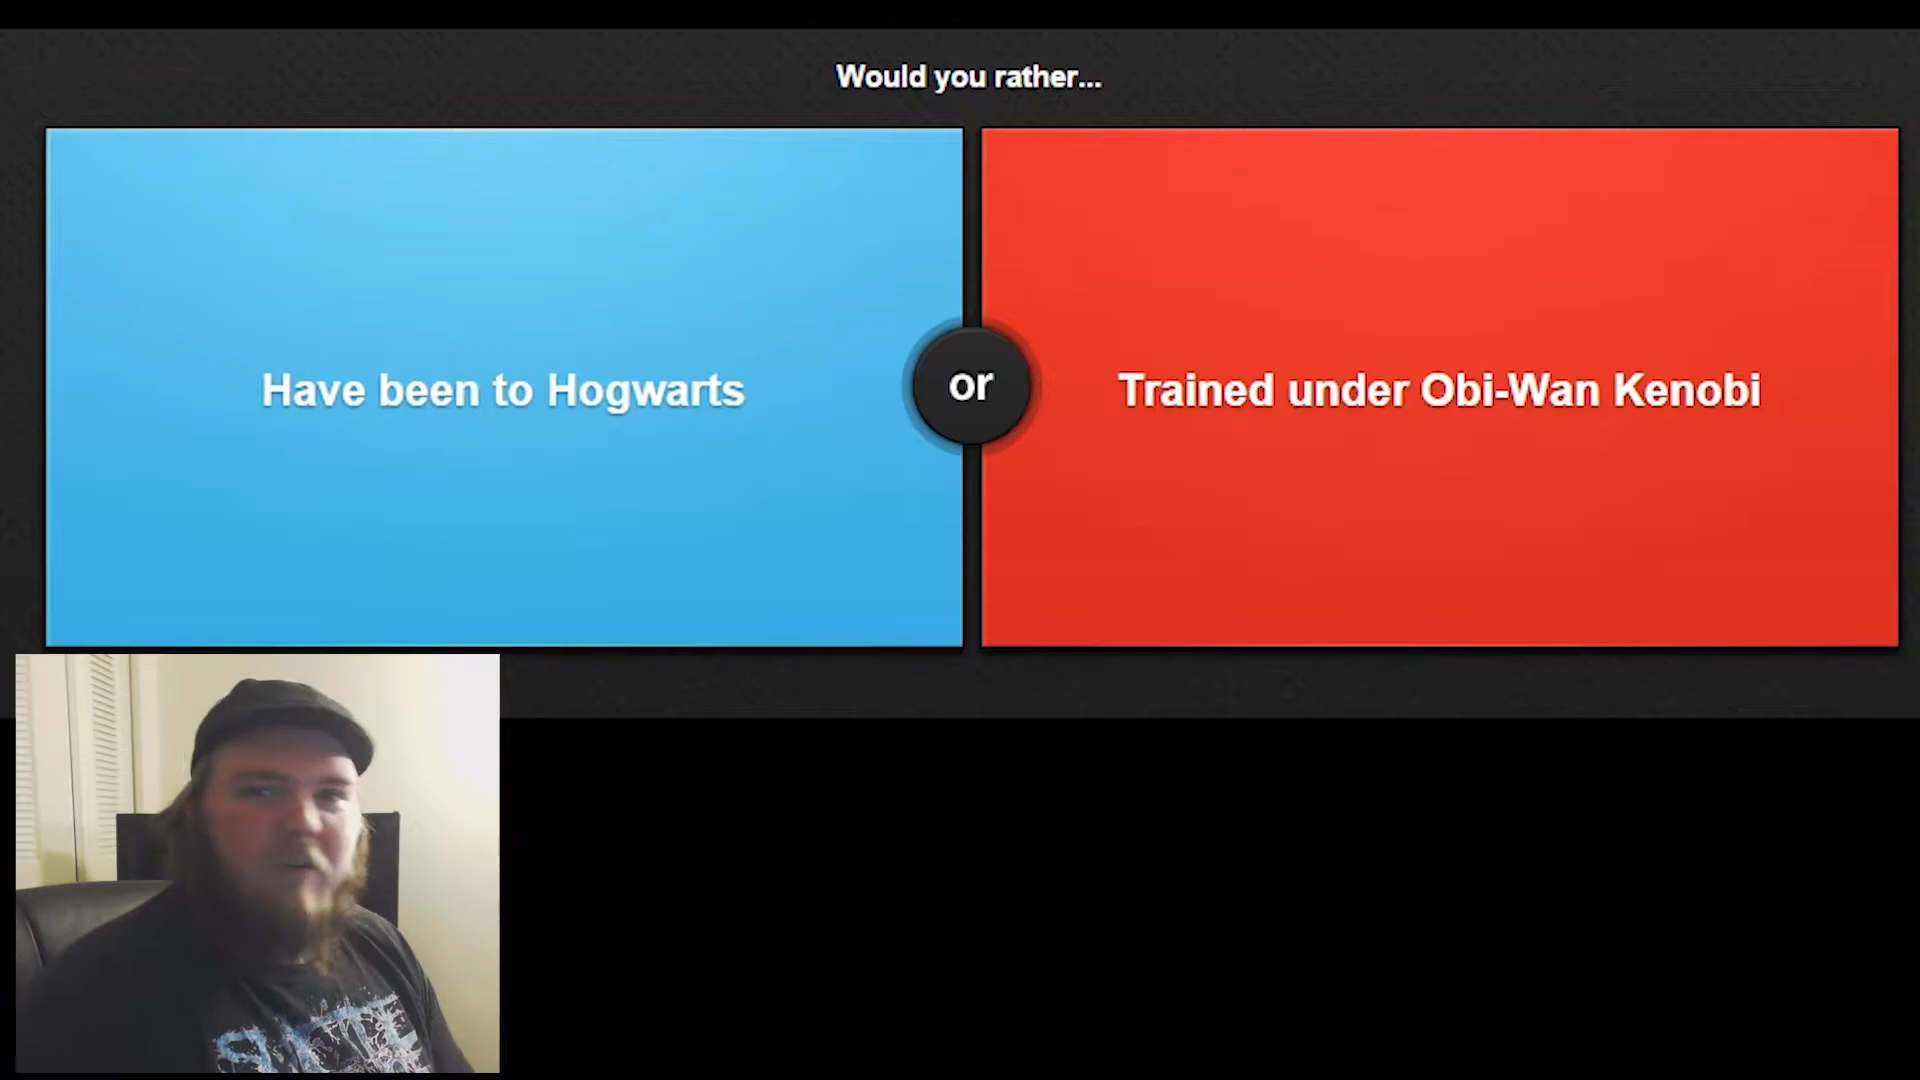 Would you rather...
Have been to Hogwarts
or
Trained under Obi-Wan Kenobi